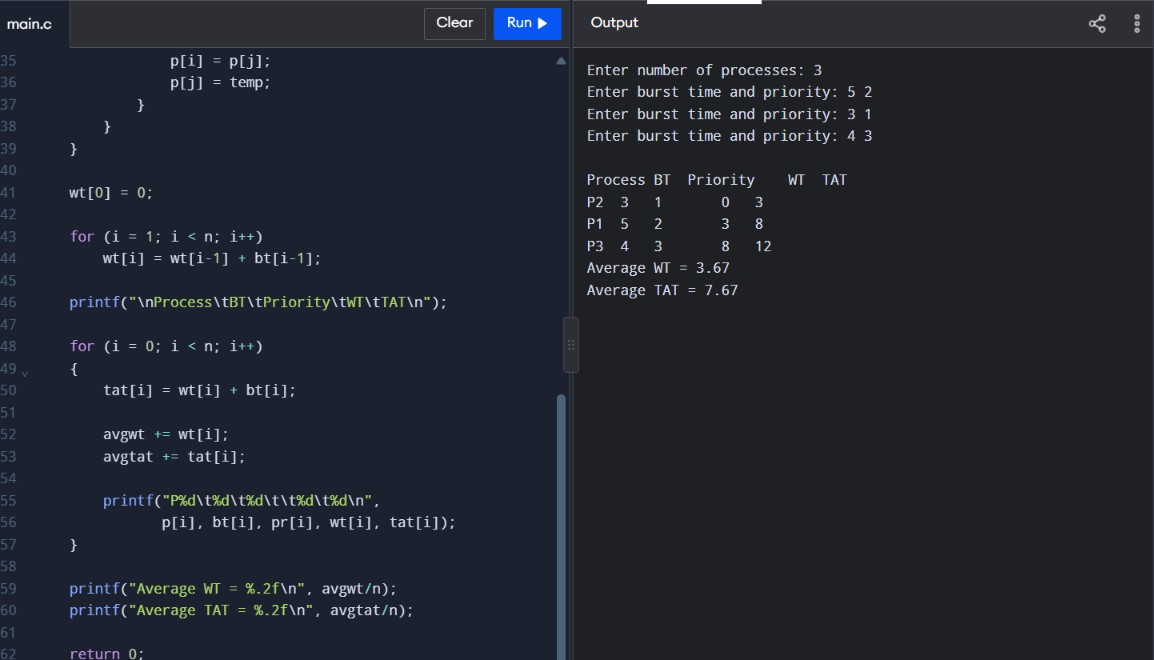 main.c
Clear
Run
Output
35 p[i] = p[j];
36 p[j] = temp;
37 }
38 }
39 }
40
41 wt[0] = 0;
42
43 for (i = 1; i < n; i++)
44 wt[i] = wt[i-1] + bt[i-1];
45
46 printf("\nProcess\tBT\tPriority\tWT\tTAT\n");
47
48 for (i = 0; i < n; i++)
49 {
50 tat[i] = wt[i] + bt[i];
51
52 avgwt += wt[i];
53 avgtat += tat[i];
54
55 printf("P%d\t%d\t%d\t\t%d\t%d\n",
56 p[i], bt[i], pr[i], wt[i], tat[i]);
57 }
58
59 printf("Average WT = %.2f\n", avgwt/n);
60 printf("Average TAT = %.2f\n", avgtat/n);
61
62 return 0;
Enter number of processes: 3
Enter burst time and priority: 5 2
Enter burst time and priority: 3 1
Enter burst time and priority: 4 3
Process BT Priority WT TAT
P2 3 1 0 3
P1 5 2 3 8
P3 4 3 8 12
Average WT = 3.67
Average TAT = 7.67